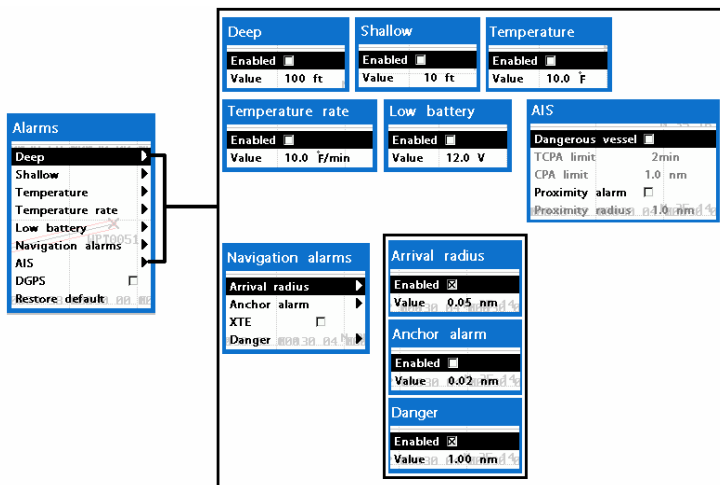 Deep
Enabled
Value 100 ft
Shallow
Enabled
Value 10 ft
Temperature
Enabled
Value 10.0 °F
Temperature rate
Enabled
Value 10.0 °F/min
Low battery
Enabled
Value 12.0 V
AIS
Dangerous vessel
TCPA limit 2min
CPA limit 1.0 nm
Proximity alarm
Proximity radius 1.0 nm
Alarms
Deep
Shallow
Temperature
Temperature rate
Low battery
Navigation alarms
AIS
DGPS
Restore default
WPT0051
Navigation alarms
Arrival radius
Anchor alarm
XTE
Danger
Arrival radius
Enabled
Value 0.05 nm
Anchor alarm
Enabled
Value 0.02 nm
Danger
Enabled
Value 1.00 nm